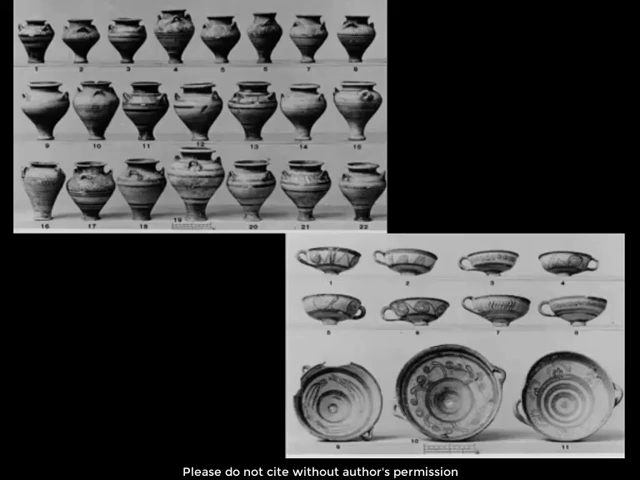 1 2 3 4 5 6 7 8
9 10 11 12 13 14 15
16 17 18 19 20 21 22
1 2 3 4
5 6 7 8
9 10 11
Please do not cite without author's permission